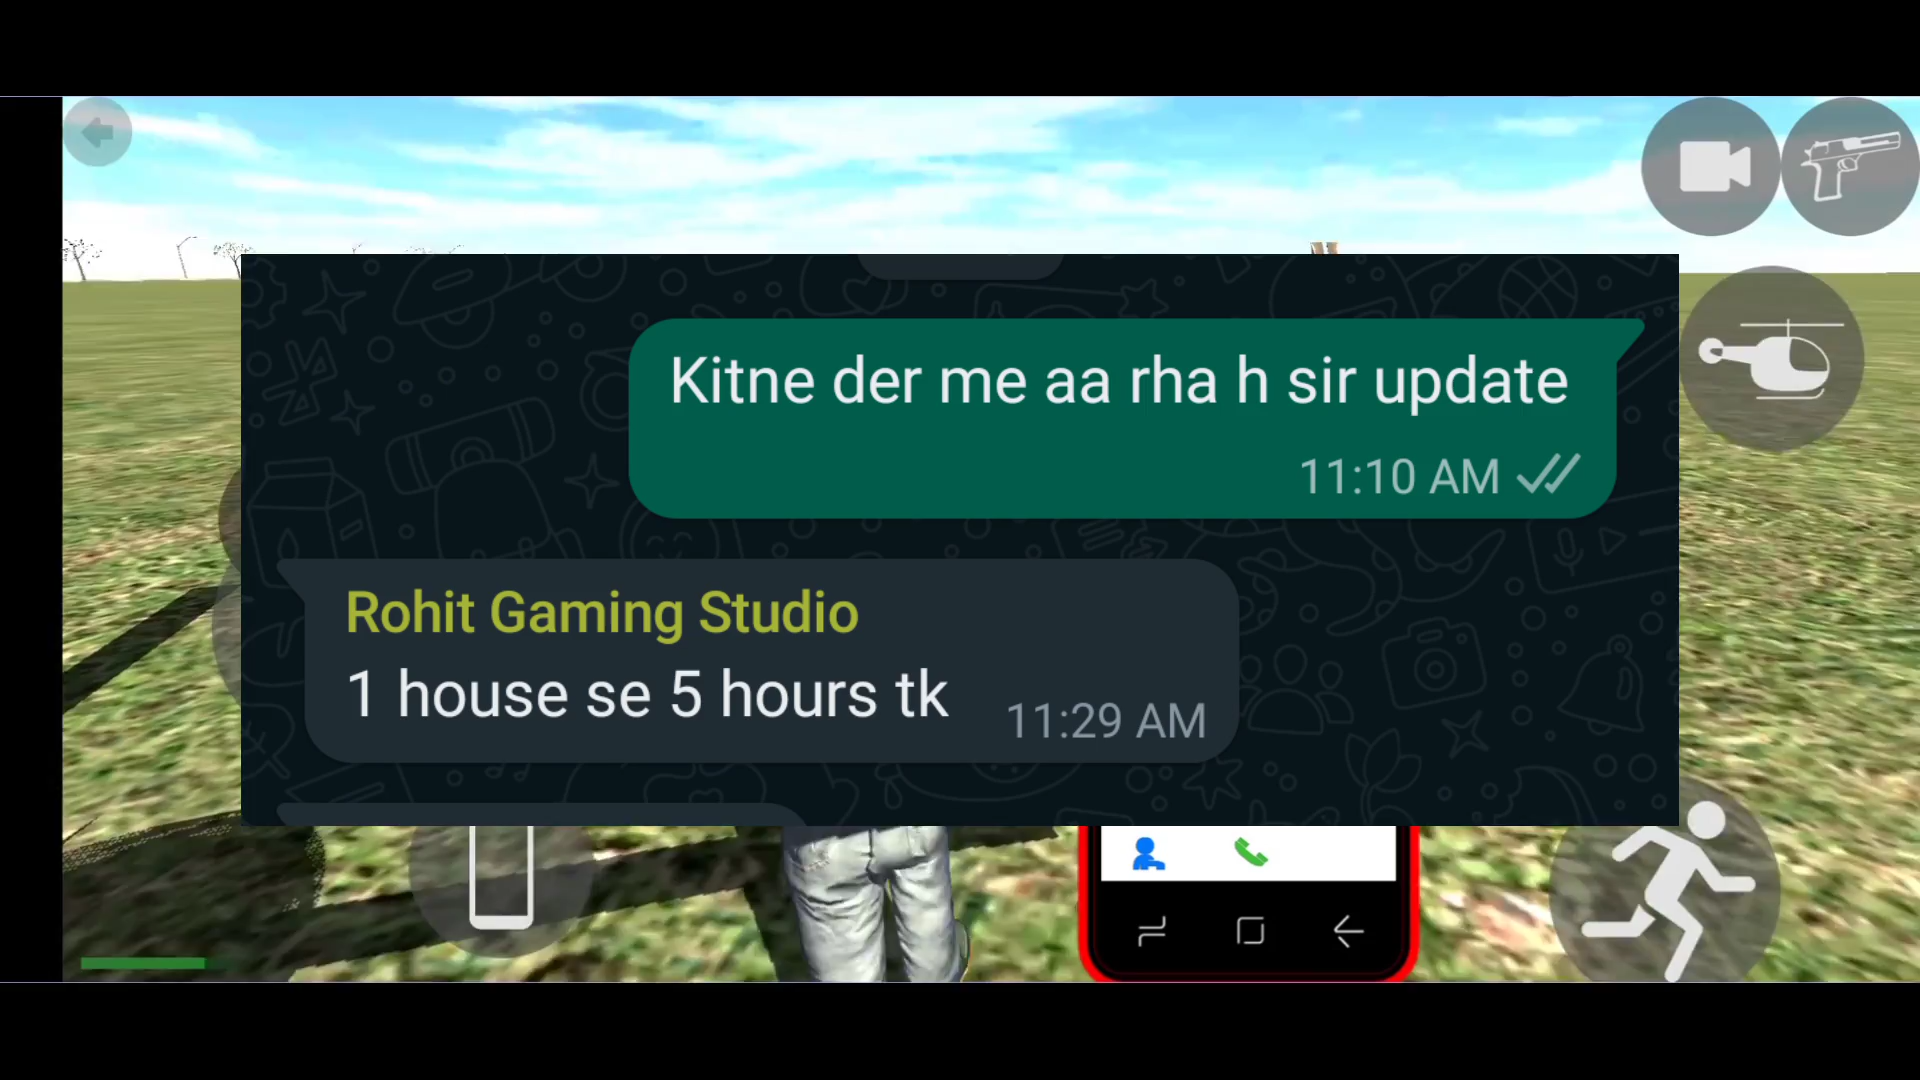 Kitne der me aa rha h sir update
11:10 AM
Rohit Gaming Studio
1 house se 5 hours tk
11:29 AM